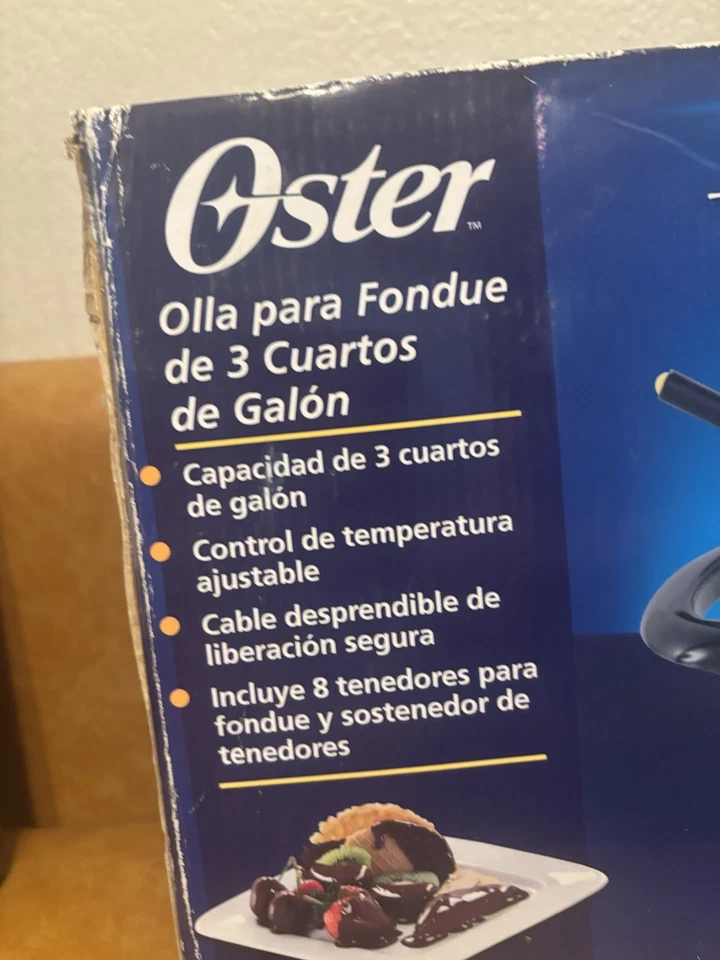 Oster™
Olla para Fondue
de 3 Cuartos
de Galón
Capacidad de 3 cuartos
de galón
Control de temperatura
ajustable
Cable desprendible de
liberación segura
Incluye 8 tenedores para
fondue y sostenedor de
tenedores